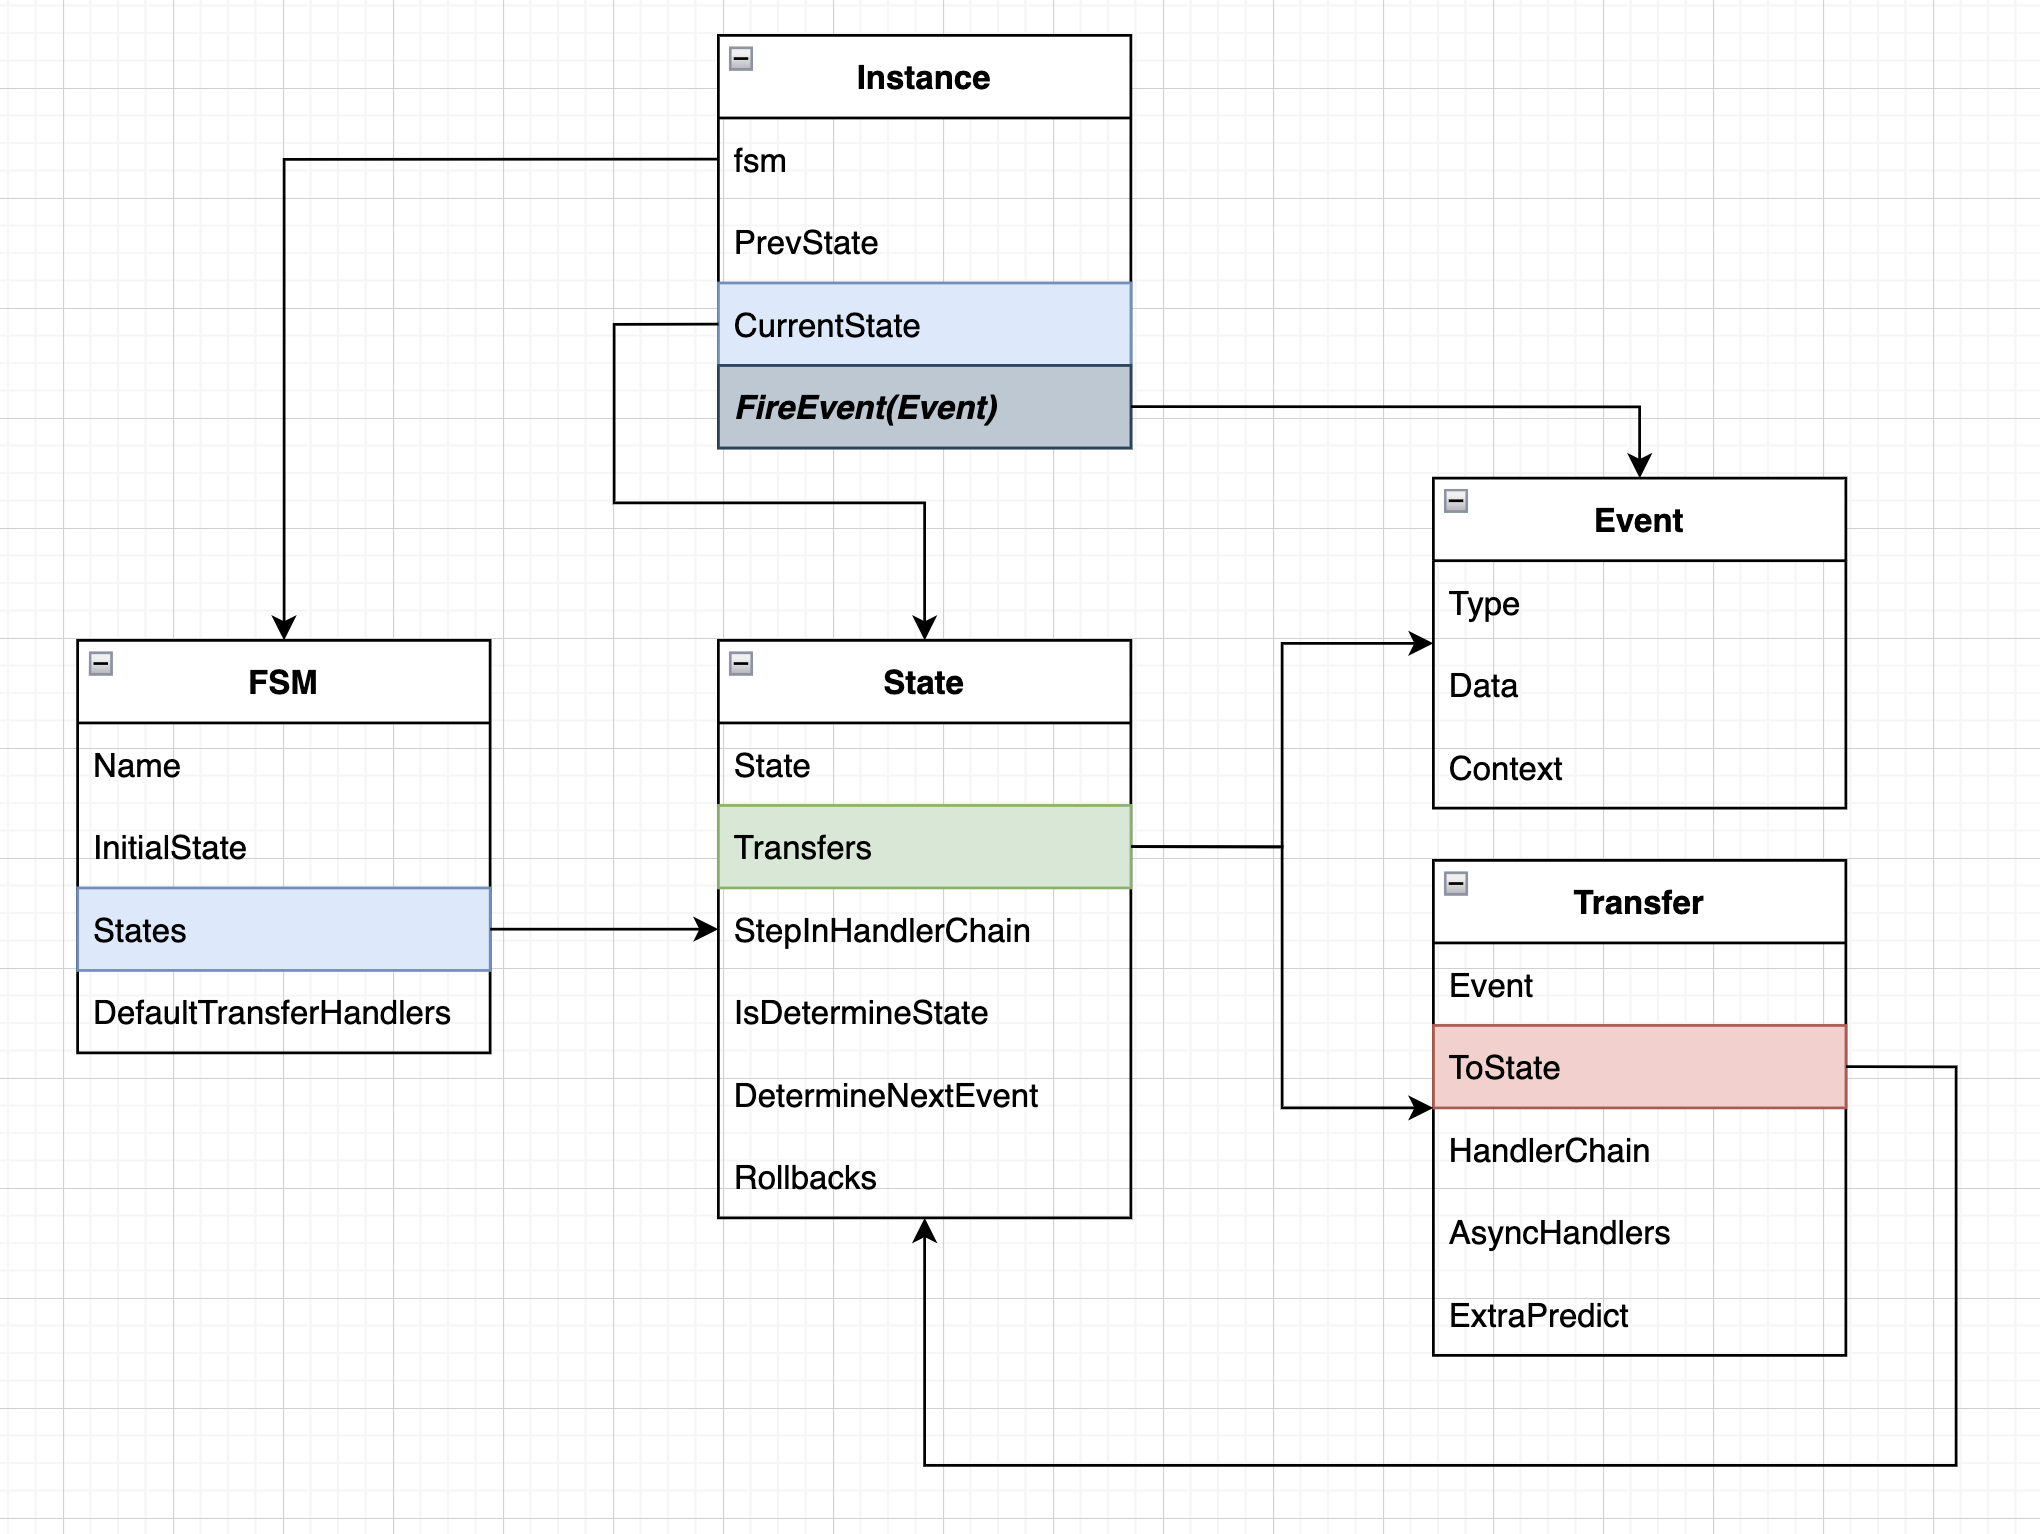 Instance
fsm
PrevState
CurrentState
FireEvent(Event)
Event
Type
Data
Context
FSM
Name
InitialState
States
DefaultTransferHandlers
State
State
Transfers
StepInHandlerChain
IsDetermineState
DetermineNextEvent
Rollbacks
Transfer
Event
ToState
HandlerChain
AsyncHandlers
ExtraPredict